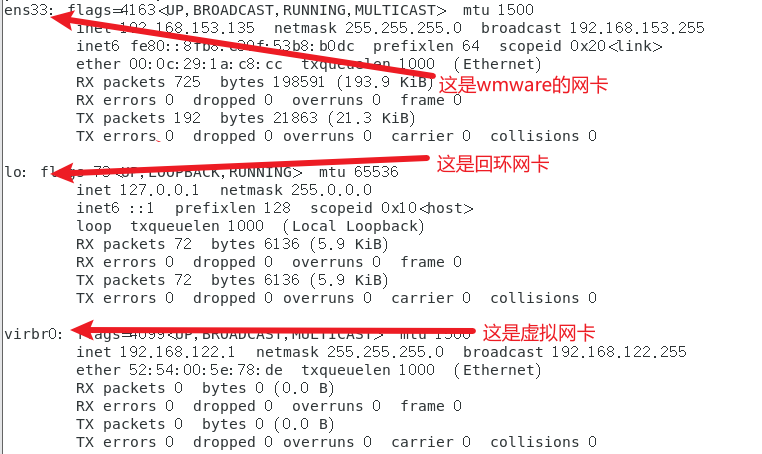 ens33: flags=4163<UP,BROADCAST,RUNNING,MULTICAST>  mtu 1500
inet 192.168.153.135  netmask 255.255.255.0  broadcast 192.168.153.255
inet6 fe80::8fb8: :53b8:b0dc  prefixlen 64  scopeid 0x20<link>
ether 00:0c:29:1a:c8:cc  txqueuelen 1000  (Ethernet)
这是wmware的网卡
RX packets 725  bytes 198591 (193.9 KiB)
RX errors 0  dropped 0  overruns 0  frame 0
TX packets 192  bytes 21863 (21.3 KiB)
TX errors 0  dropped 0 overruns 0  carrier 0  collisions 0
这是回环网卡
lo: flags=73<UP,LOOPBACK,RUNNING>  mtu 65536
inet 127.0.0.1  netmask 255.0.0.0
inet6 ::1  prefixlen 128  scopeid 0x10<host>
loop  txqueuelen 1000  (Local Loopback)
RX packets 72  bytes 6136 (5.9 KiB)
RX errors 0  dropped 0  overruns 0  frame 0
TX packets 72  bytes 6136 (5.9 KiB)
TX errors 0  dropped 0 overruns 0  carrier 0  collisions 0
virbr0: flags=4099<UP,BROADCAST,MULTICAST>  mtu 1500
这是虚拟网卡
inet 192.168.122.1  netmask 255.255.255.0  broadcast 192.168.122.255
ether 52:54:00:5e:78:de  txqueuelen 1000  (Ethernet)
RX packets 0  bytes 0 (0.0 B)
RX errors 0  dropped 0  overruns 0  frame 0
TX packets 0  bytes 0 (0.0 B)
TX errors 0  dropped 0 overruns 0  carrier 0  collisions 0